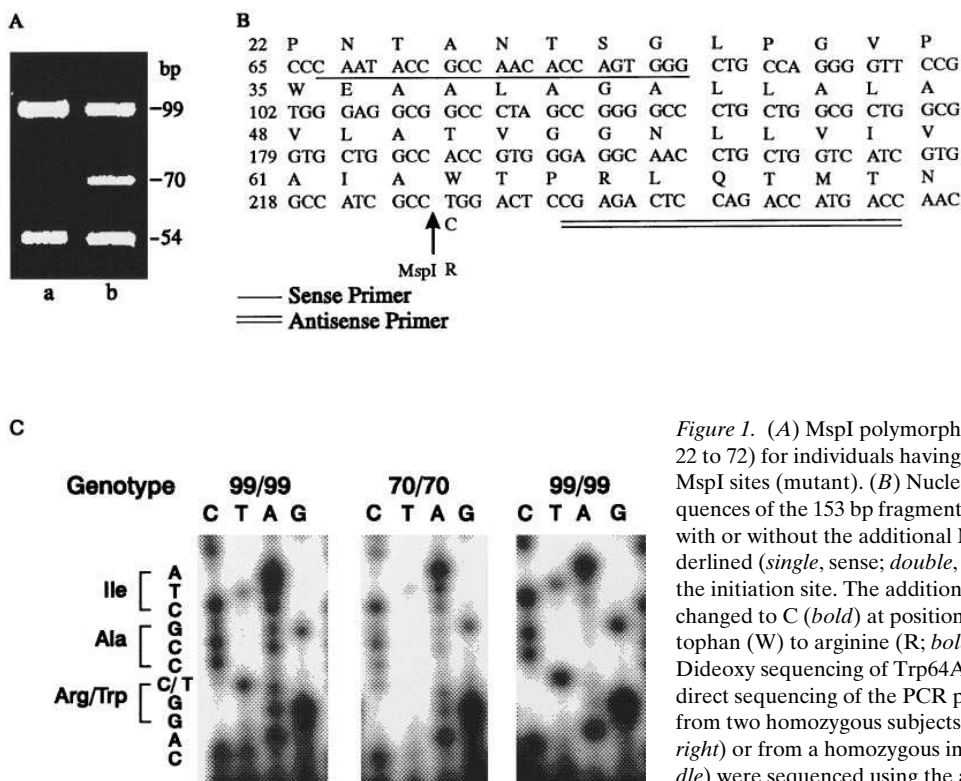 A
bp
-99
-70
-54
a b
B
22 P N T A N T S G L P G V P
65 CCC AAT ACC GCC AAC ACC AGT GGG CTG CCA GGG GTT CCG
35 W E A A L A G A L L A L A
102 TGG GAG GCG GCC CTA GCC GGG GCC CTG CTG GCG CTG GCG
48 V L A T V G G N L L V I V
179 GTG CTG GCC ACC GTG GGA GGC AAC CTG CTG GTC ATC GTG
61 A I A W T P R L Q T M T N
218 GCC ATC GCC TGG ACT CCG AGA CTC CAG ACC ATG ACC AAC
C
MspI R
Sense Primer
Antisense Primer
C
Genotype 99/99 70/70 99/99
C T A G C T A G C T A G
Ile A T C
Ala G C C
Arg/Trp C/T G G
A
C
Figure 1. (A) MspI polymorph
22 to 72) for individuals having
MspI sites (mutant). (B) Nucle
quences of the 153 bp fragment
with or without the additional M
derlined (single, sense; double,
the initiation site. The addition
changed to C (bold) at position
tophan (W) to arginine (R; bol
Dideoxy sequencing of Trp64A
direct sequencing of the PCR p
from two homozygous subjects
right) or from a homozygous in
dle) were sequenced using the a